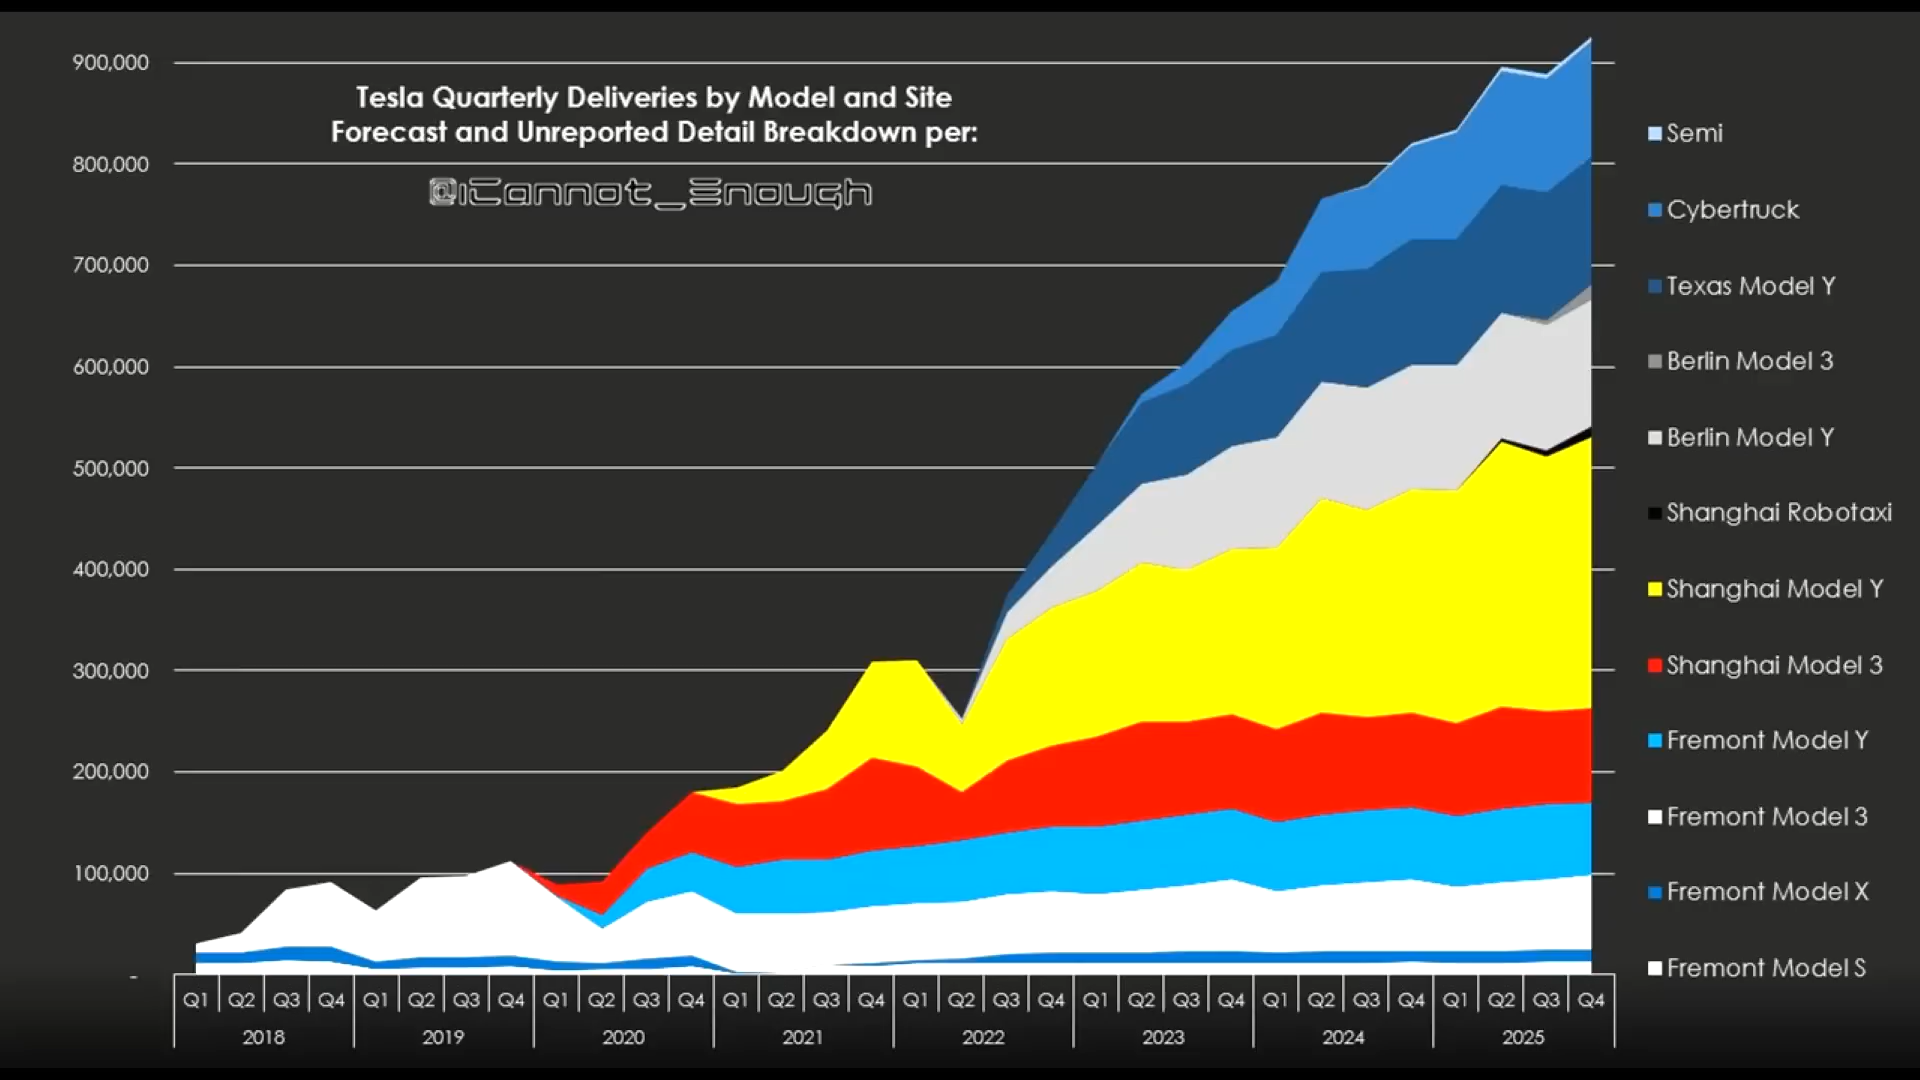 Tesla Quarterly Deliveries by Model and Site
Forecast and Unreported Detail Breakdown per:
@iCannot_Enough
900,000
800,000
700,000
600,000
500,000
400,000
300,000
200,000
100,000
-
Semi
Cybertruck
Texas Model Y
Berlin Model 3
Berlin Model Y
Shanghai Robotaxi
Shanghai Model Y
Shanghai Model 3
Fremont Model Y
Fremont Model 3
Fremont Model X
Fremont Model S
Q1 Q2 Q3 Q4 Q1 Q2 Q3 Q4 Q1 Q2 Q3 Q4 Q1 Q2 Q3 Q4 Q1 Q2 Q3 Q4 Q1 Q2 Q3 Q4 Q1 Q2 Q3 Q4 Q1 Q2 Q3 Q4
2018 2019 2020 2021 2022 2023 2024 2025